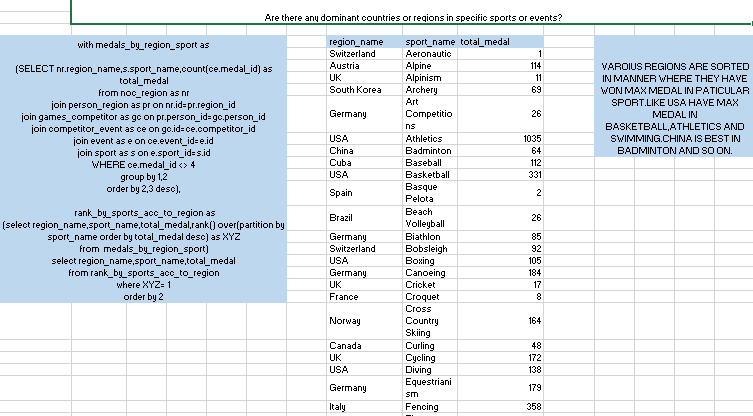 Are there any dominant countries or regions in specific sports or events?
with medals_by_region_sport as
(SELECT nr.region_name,s.sport_name,count(ce.medal_id) as
total_medal
from noc_region as nr
join person_region as pr on nr.id=pr.region_id
join games_competitor as gc on pr.person_id=gc.person_id
join competitor_event as ce on gc.id=ce.competitor_id
join event as e on ce.event_id=e.id
join sport as s on e.sport_id=s.id
WHERE ce.medal_id <> 4
group by 1,2
order by 2,3 desc),
rank_by_sports_acc_to_region as
(select region_name,sport_name,total_medal,rank() over(partition by
sport_name order by total_medal desc) as XYZ
from medals_by_region_sport)
select region_name,sport_name,total_medal
from rank_by_sports_acc_to_region
where XYZ= 1
order by 2
region_name sport_name total_medal
Switzerland Aeronautic 1
Austria Alpine 114
UK Alpinism 11
South Korea Archery 69
Germany Art Competitio ns 26
USA Athletics 1035
China Badminton 64
Cuba Baseball 112
USA Basketball 331
Spain Basque Pelota 2
Brazil Beach Volleyball 26
Germany Biathlon 85
Switzerland Bobsleigh 92
USA Boxing 105
Germany Canoeing 184
UK Cricket 17
France Croquet 8
Norway Cross Country Skiing 164
Canada Curling 48
UK Cycling 172
USA Diving 138
Germany Equestriani sm 179
Italy Fencing 358
VAROIUS REGIONS ARE SORTED
IN MANNER WHERE THEY HAVE
WON MAX MEDAL IN PATICULAR
SPORT.LIKE USA HAVE MAX
MEDAL IN
BASKETBALL,ATHLETICS AND
SWIMMING.CHINA IS BEST IN
BADMINTON AND SO ON.